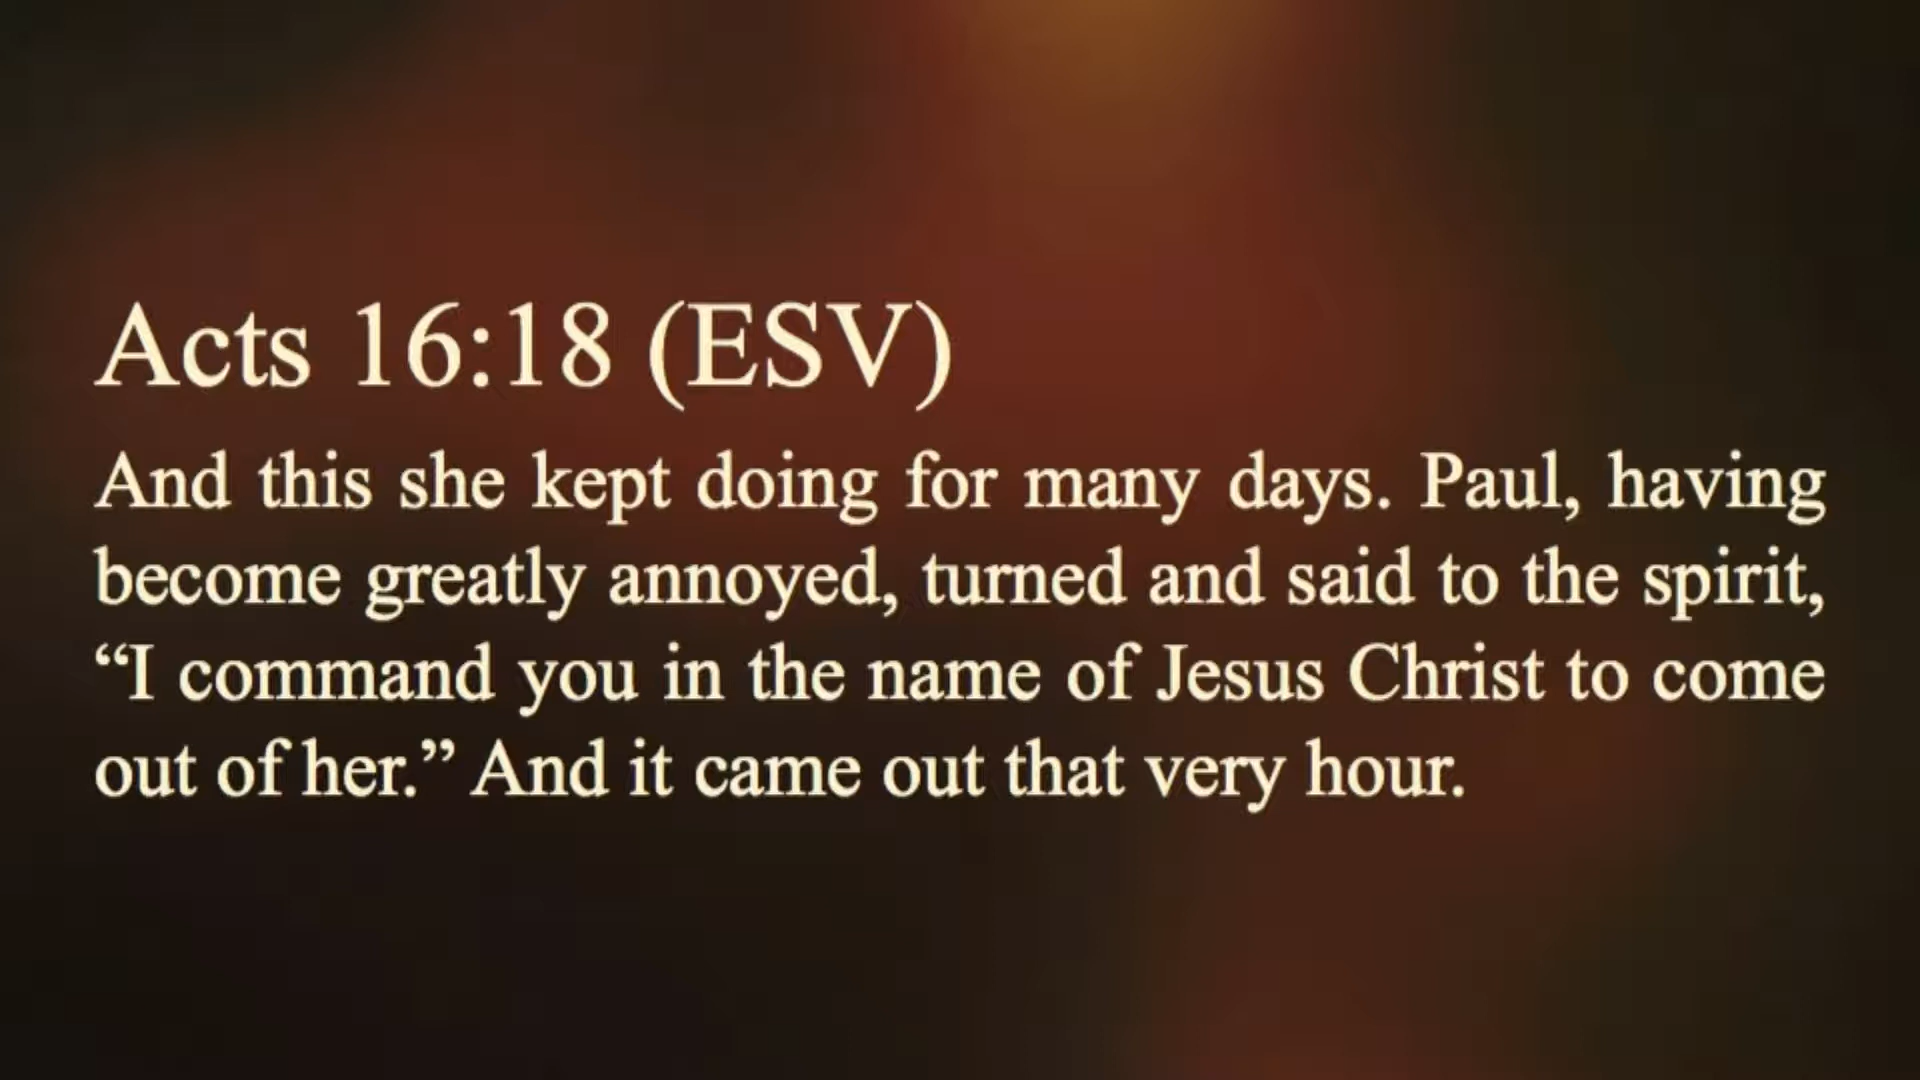 Acts 16:18 (ESV)
And this she kept doing for many days. Paul, having
become greatly annoyed, turned and said to the spirit,
“I command you in the name of Jesus Christ to come
out of her.” And it came out that very hour.